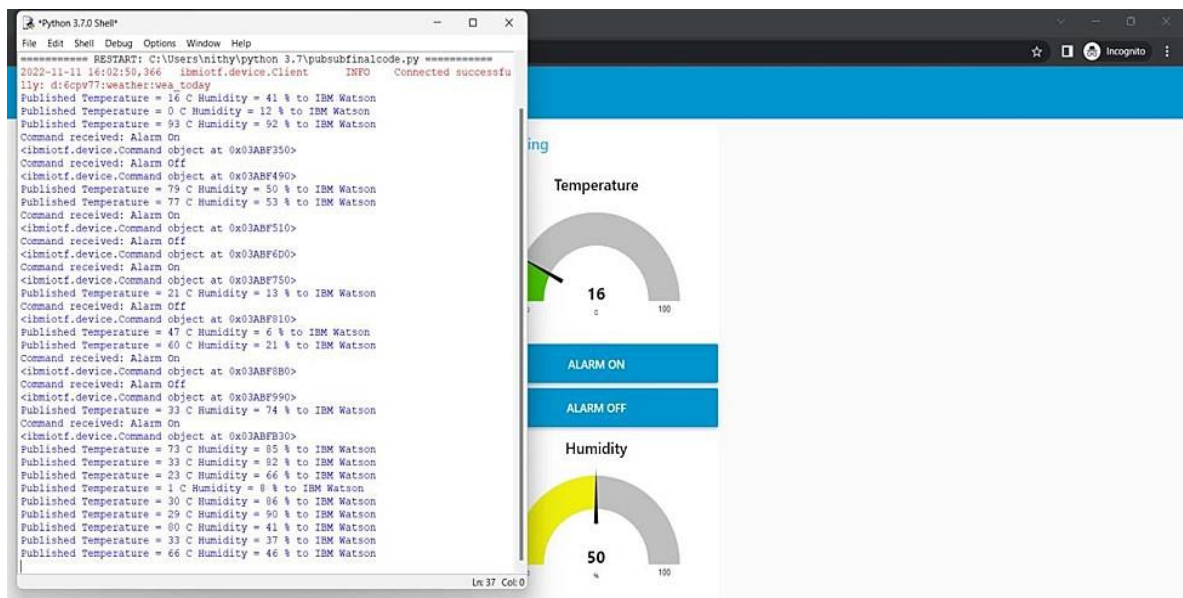 *Python 3.7.0 Shell*
File Edit Shell Debug Options Window Help
=========== RESTART: C:\Users\nithy\python 3.7\pubsubfinalcode.py ===========
2022-11-11 16:02:50,366 ibmiotf.device.Client INFO Connected successfu
lly: d:6cpv77:weather:wea_today
Published Temperature = 16 C Humidity = 41 % to IBM Watson
Published Temperature = 0 C Humidity = 12 % to IBM Watson
Published Temperature = 93 C Humidity = 92 % to IBM Watson
Command received: Alarm On
<ibmiotf.device.Command object at 0x03ABF350>
Command received: Alarm Off
<ibmiotf.device.Command object at 0x03ABF490>
Published Temperature = 79 C Humidity = 50 % to IBM Watson
Published Temperature = 77 C Humidity = 53 % to IBM Watson
Command received: Alarm On
<ibmiotf.device.Command object at 0x03ABF510>
Command received: Alarm Off
<ibmiotf.device.Command object at 0x03ABF6D0>
Command received: Alarm On
<ibmiotf.device.Command object at 0x03ABF750>
Published Temperature = 21 C Humidity = 13 % to IBM Watson
Command received: Alarm Off
<ibmiotf.device.Command object at 0x03ABF810>
Published Temperature = 47 C Humidity = 6 % to IBM Watson
Published Temperature = 60 C Humidity = 21 % to IBM Watson
Command received: Alarm On
<ibmiotf.device.Command object at 0x03ABF8B0>
Command received: Alarm Off
<ibmiotf.device.Command object at 0x03ABF990>
Published Temperature = 33 C Humidity = 74 % to IBM Watson
Command received: Alarm On
<ibmiotf.device.Command object at 0x03ABFB30>
Published Temperature = 73 C Humidity = 85 % to IBM Watson
Published Temperature = 33 C Humidity = 82 % to IBM Watson
Published Temperature = 23 C Humidity = 66 % to IBM Watson
Published Temperature = 1 C Humidity = 8 % to IBM Watson
Published Temperature = 30 C Humidity = 86 % to IBM Watson
Published Temperature = 29 C Humidity = 90 % to IBM Watson
Published Temperature = 80 C Humidity = 41 % to IBM Watson
Published Temperature = 33 C Humidity = 37 % to IBM Watson
Published Temperature = 66 C Humidity = 46 % to IBM Watson
Ln: 37 Col: 0
Incognito
ing
Temperature
16
C
100
ALARM ON
ALARM OFF
Humidity
50
%
100